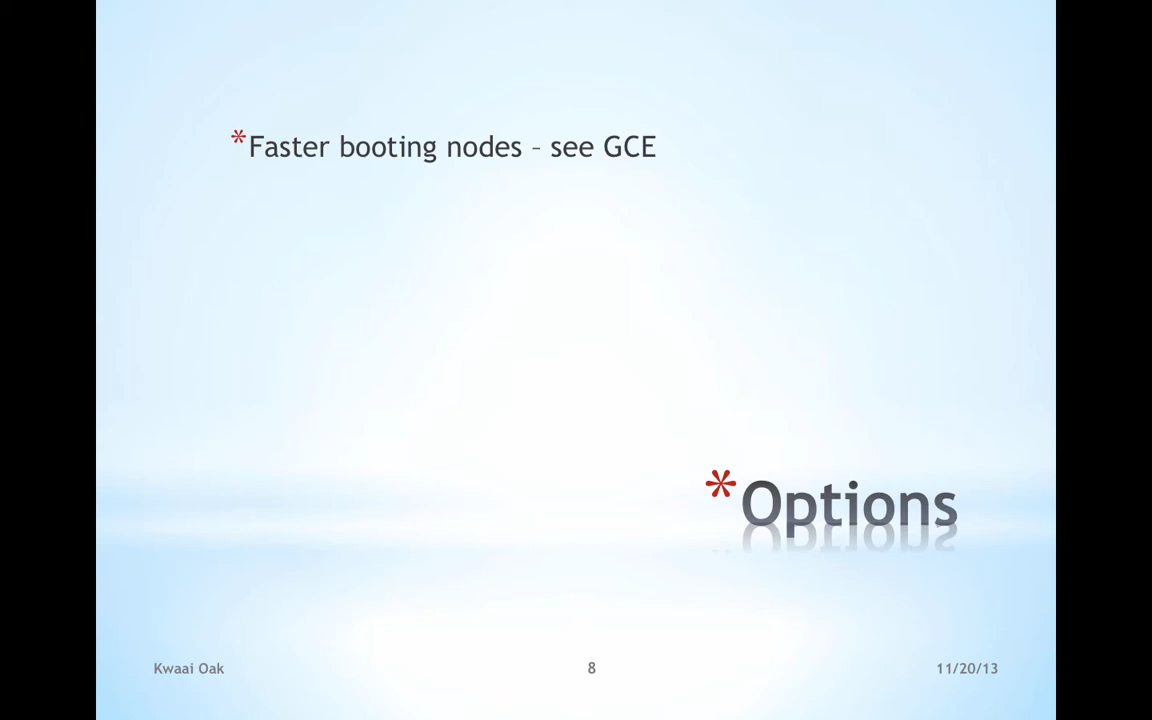 * Faster booting nodes – see GCE
* Options
Kwaai Oak
8
11/20/13